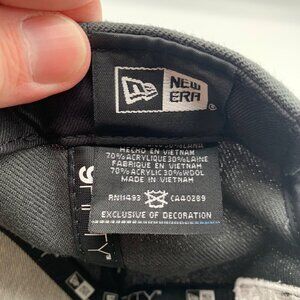 NEW
ERA®
HECHO EN VIETNAM
70% ACRYLIQUE 30% LAINE
FABRIQUE EN VIETNAM
70% ACRYLIC 30% WOOL
MADE IN VIETNAM
RN11493 CA40289
EXCLUSIVE OF DECORATION